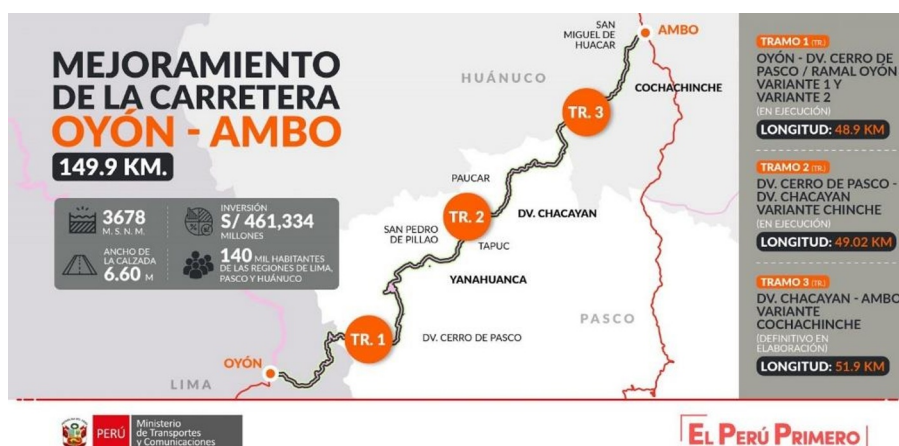 MEJORAMIENTO
DE LA CARRETERA
OYÓN - AMBO
149.9 KM.
3678
M. S. N. M.
INVERSIÓN
S/ 461,334
MILLONES
ANCHO DE
LA CALZADA
6.60 M
140 MIL HABITANTES
DE LAS REGIONES DE LIMA,
PASCO Y HUÁNUCO
SAN
MIGUEL DE
HUACAR
AMBO
HUÁNUCO
COCHACHINCHE
TR. 3
PAUCAR
TR. 2
DV. CHACAYAN
SAN PEDRO
DE PILLAO
TAPUC
YANAHUANCA
PASCO
TR. 1
DV. CERRO DE PASCO
OYÓN
LIMA
TRAMO 1 (TR.)
OYÓN - DV. CERRO DE
PASCO / RAMAL OYÓN
VARIANTE 1 Y
VARIANTE 2
(EN EJECUCIÓN)
LONGITUD: 48.9 KM
TRAMO 2 (TR.)
DV. CERRO DE PASCO -
DV. CHACAYAN
VARIANTE CHINCHE
(EN EJECUCIÓN)
LONGITUD: 49.02 KM
TRAMO 3 (TR.)
DV. CHACAYAN - AMBO
VARIANTE
COCHACHINCHE
(DEFINITIVO EN
ELABORACIÓN)
LONGITUD: 51.9 KM
PERÚ
Ministerio
de Transportes
y Comunicaciones
EL PERÚ PRIMERO